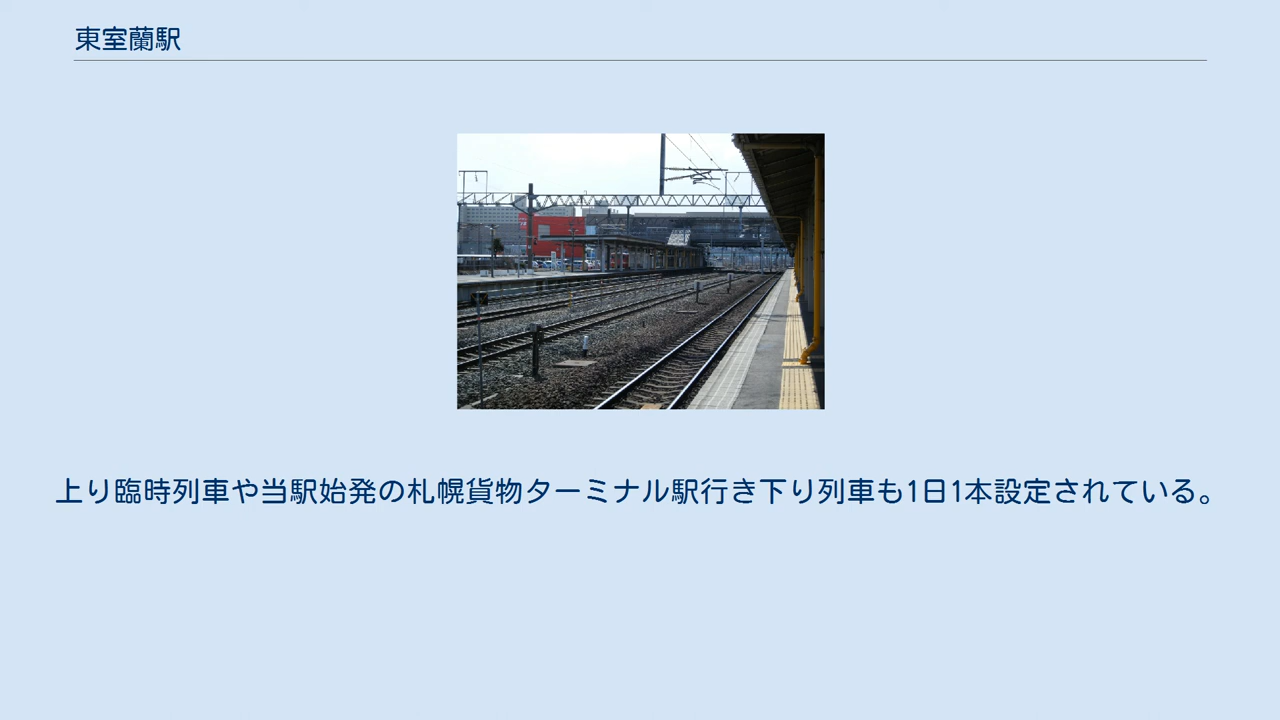 東室蘭駅
上り臨時列車や当駅始発の札幌貨物ターミナル駅行き下り列車も1日1本設定されている。